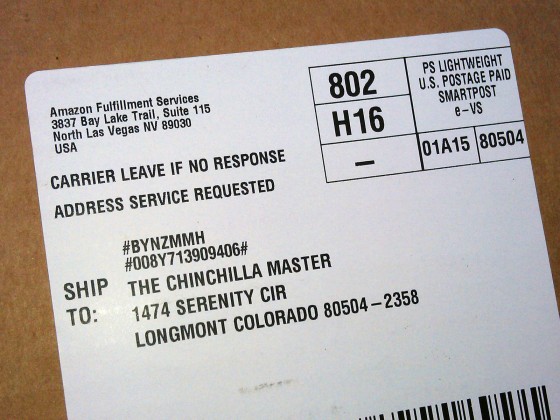 Amazon Fulfillment Services
3837 Bay Lake Trail, Suite 115
North Las Vegas NV 89030
USA
CARRIER LEAVE IF NO RESPONSE
ADDRESS SERVICE REQUESTED
802
H16
–
PS LIGHTWEIGHT
U.S. POSTAGE PAID
SMARTPOST
e-VS
01A15 80504
#BYNZMMH
#008Y713909406#
SHIP TO: THE CHINCHILLA MASTER
1474 SERENITY CIR
LONGMONT COLORADO 80504-2358